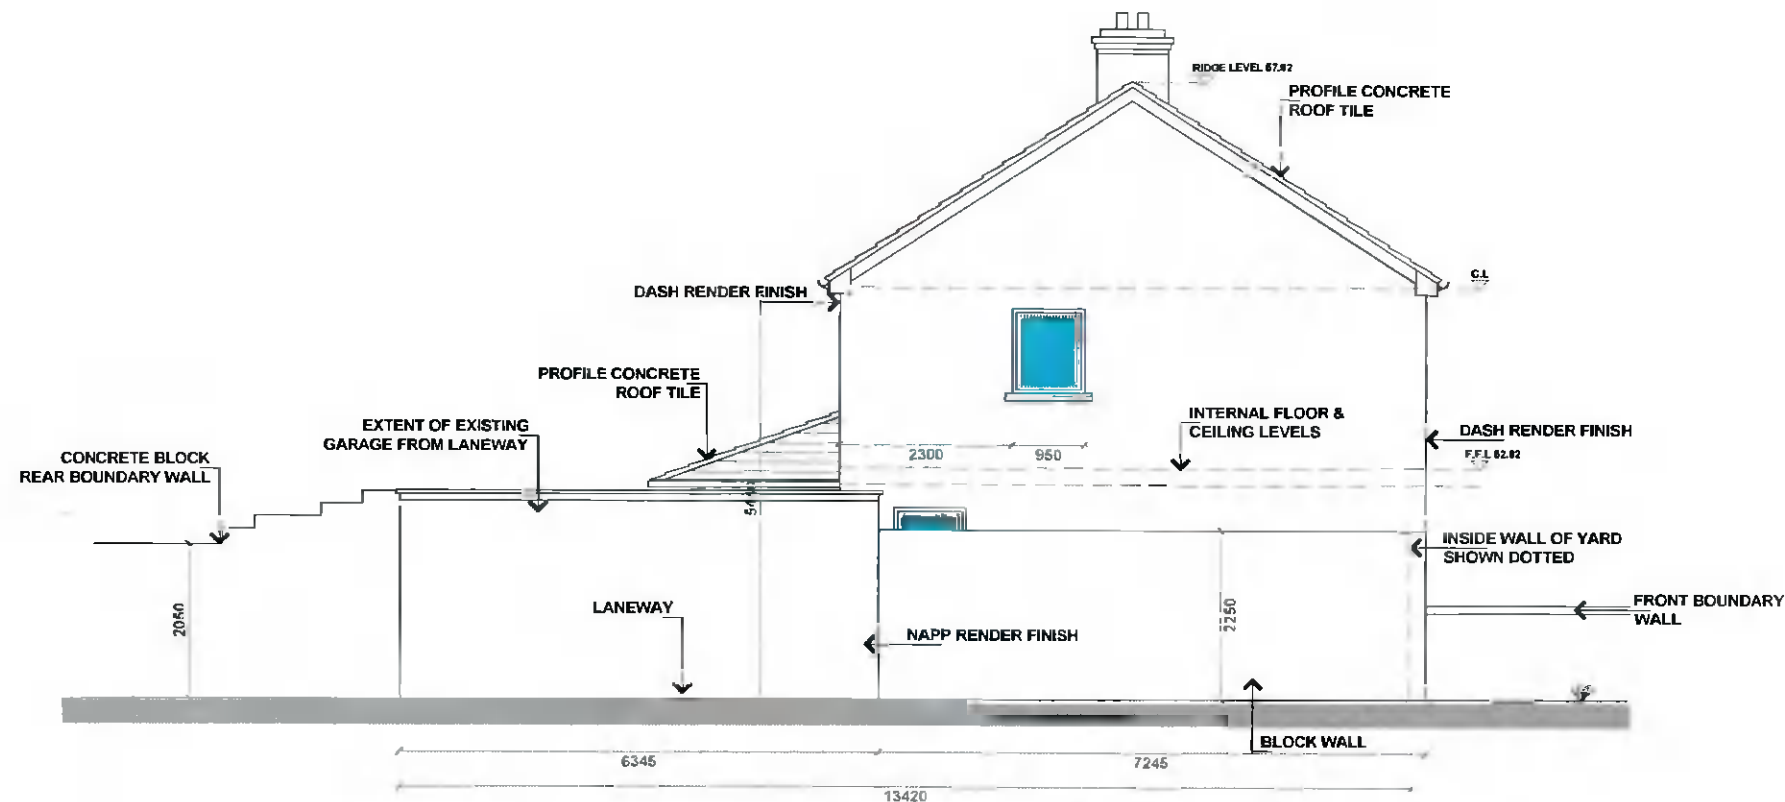 RIDGE LEVEL 67.92
PROFILE CONCRETE
ROOF TILE
C.L
DASH RENDER FINISH
PROFILE CONCRETE
ROOF TILE
EXTENT OF EXISTING
GARAGE FROM LANEWAY
INTERNAL FLOOR &
CEILING LEVELS
DASH RENDER FINISH
CONCRETE BLOCK
REAR BOUNDARY WALL
2300
950
F.F.L 62.82
INSIDE WALL OF YARD
SHOWN DOTTED
2050
LANEWAY
2250
FRONT BOUNDARY
WALL
NAPP RENDER FINISH
BLOCK WALL
6345
7245
13420